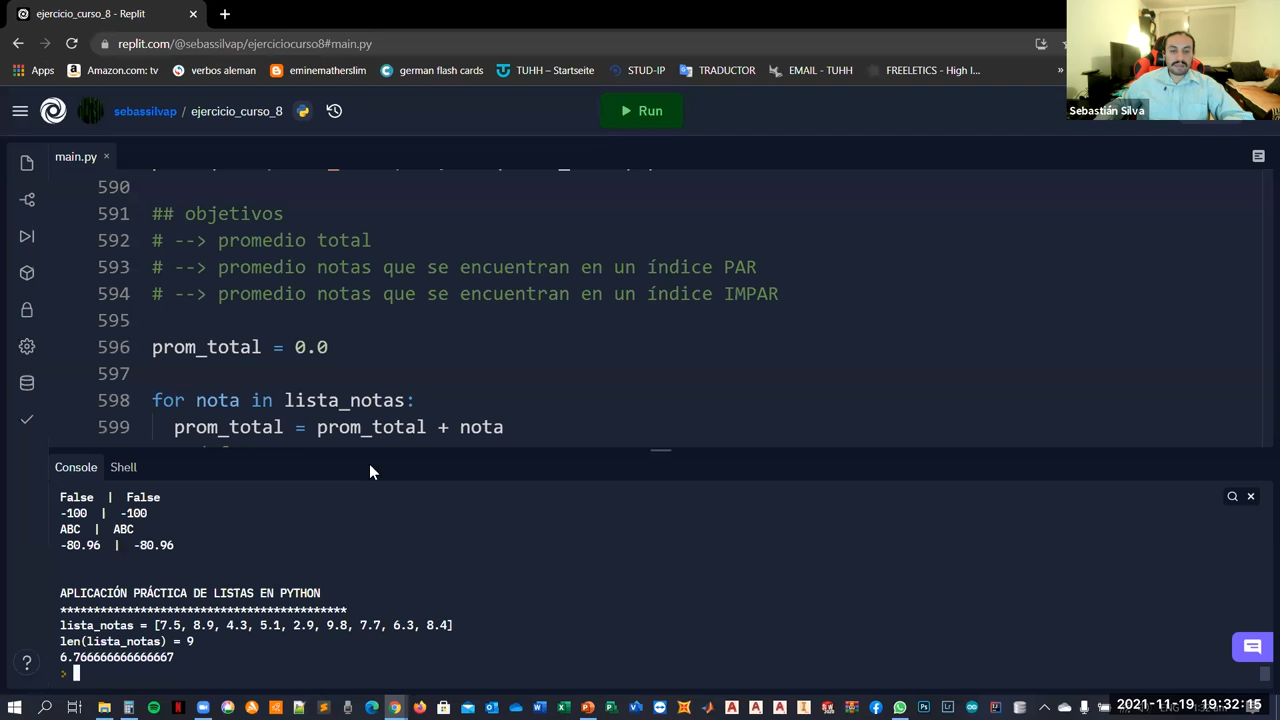 ejercicio_curso_8 - Replit
replit.com/@sebassilvap/ejerciciocurso8#main.py
Apps
Amazon.com: tv
verbos aleman
eminematheslim
german flashcards
TUHH – Startseite
STUD-IP
TRADUCTOR
EMAIL - TUHH
FREELETICS - High I...
»
Sebastián Silva
sebassilvap / ejercicio_curso_8
Run
main.py
590
591 ## objetivos
592 # --> promedio total
593 # --> promedio notas que se encuentran en un índice PAR
594 # --> promedio notas que se encuentran en un índice IMPAR
595
596 prom_total = 0.0
597
598 for nota in lista_notas:
599 prom_total = prom_total + nota
Console
Shell
False | False
-100 | -100
ABC | ABC
-80.96 | -80.96
APLICACIÓN PRÁCTICA DE LISTAS EN PYTHON
*******************************************
lista_notas = [7.5, 8.9, 4.3, 5.1, 2.9, 9.8, 7.7, 6.3, 8.4]
len(lista_notas) = 9
6.766666666666667
>
2021-11-19 19:32:15